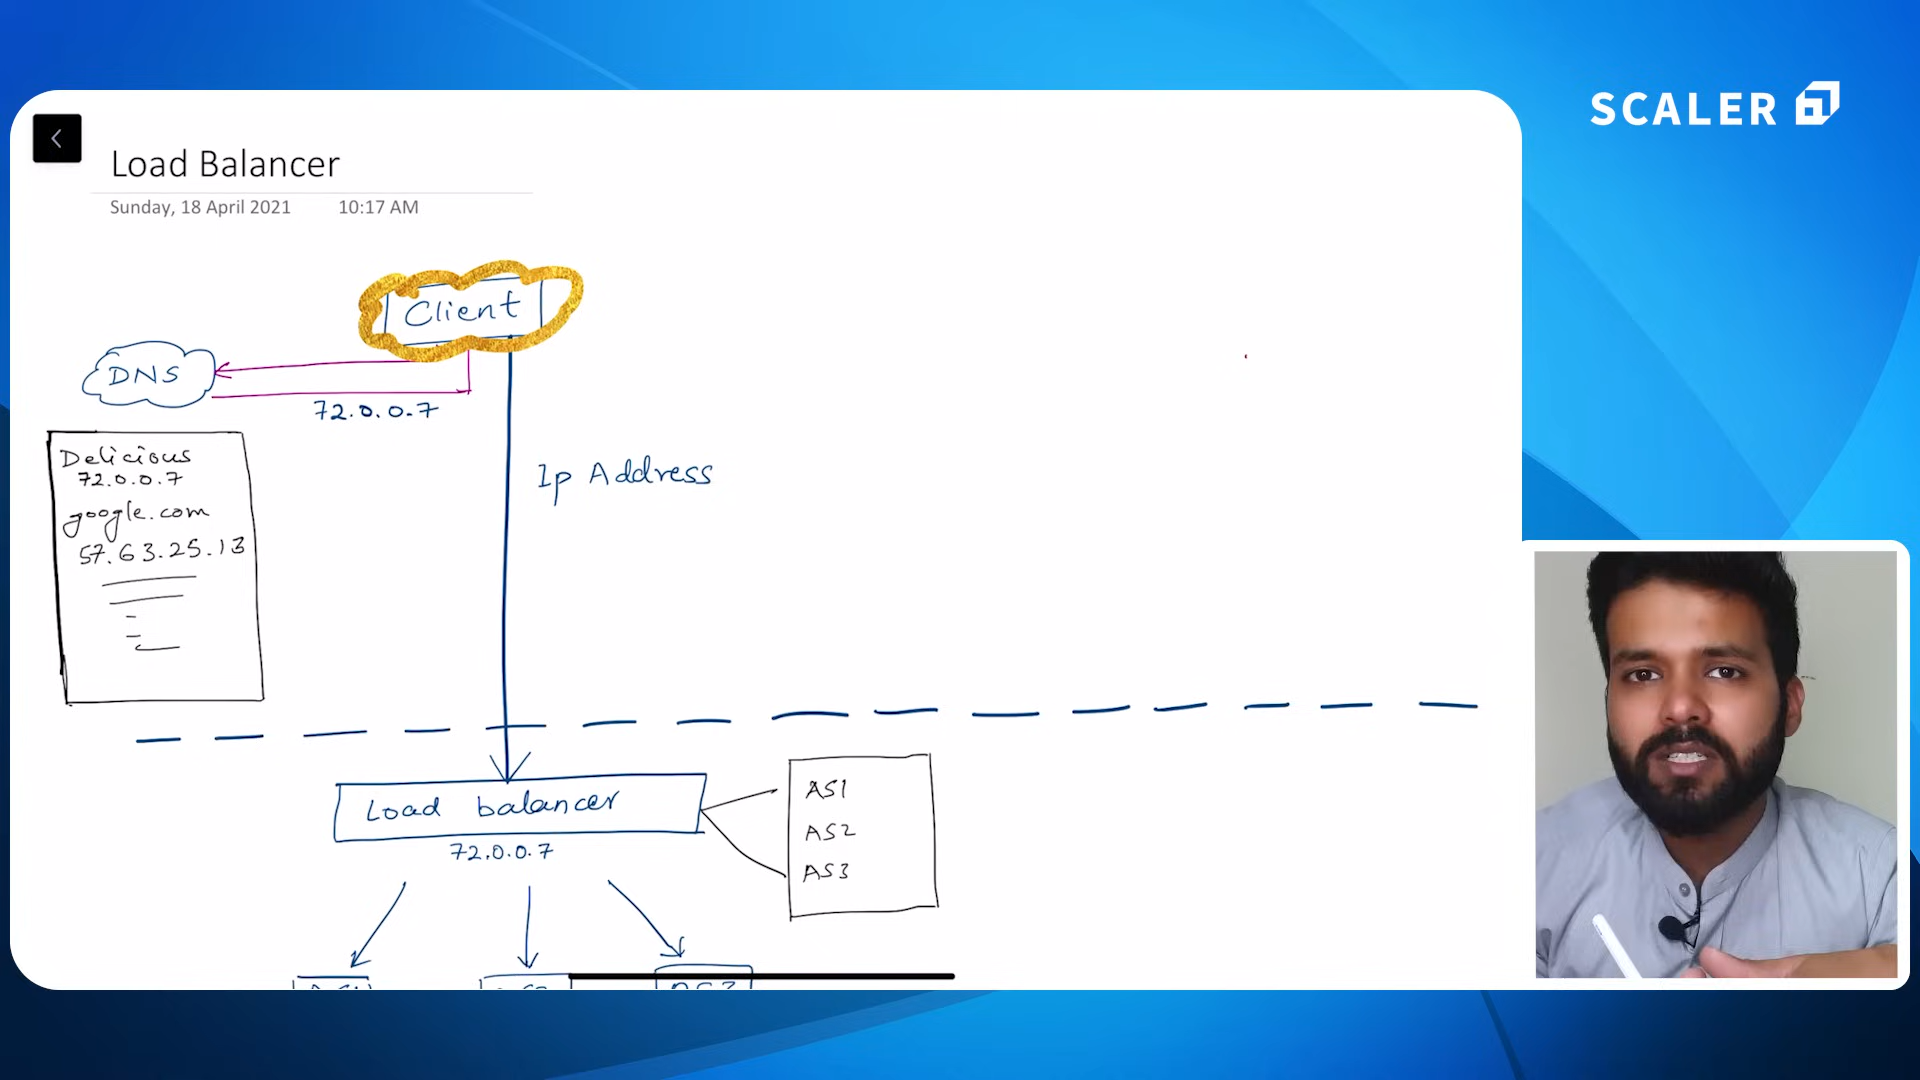 SCALER
Load Balancer
Sunday, 18 April 2021 10:17 AM
Client
DNS
72.0.0.7
Delicious
72.0.0.7
google.com
57.63.25.13
Ip Address
Load balancer
72.0.0.7
AS1
AS2
AS3